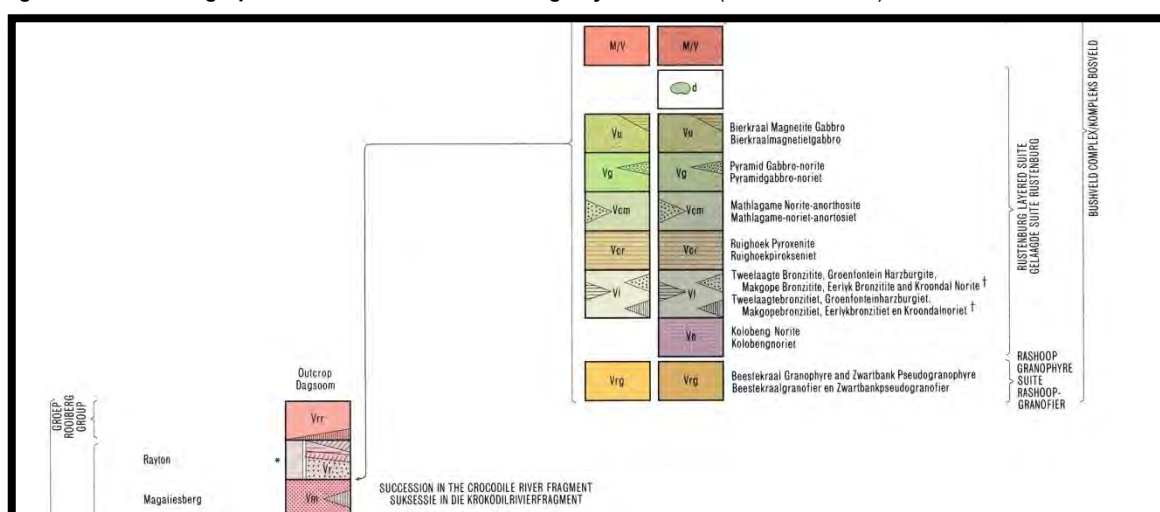 M/V M/V
d
Vu Vu Bierkraal Magnetite Gabbro
Bierkraalmagnetietgabbro
Vg Vg Pyramid Gabbro-norite
Pyramidgabbro-noriet
Vcm Vcm Mathlagame Norite-anorthosite
Mathlagame-noriet-anortosiet
Vcr Vcr Ruighoek Pyroxenite
Ruighoekpirokseniet
Vl Vl Tweelaagte Bronzitite, Groenfontein Harzburgite,
Makgope Bronzitite, Eerlyk Bronzitite and Kroondal Norite †
Tweelaagtebronzitiet, Groenfonteinharzburgiet,
Makgopebronzitiet, Eerlykbronzitiet en Kroondalnoriet †
Vn Kolobeng Norite
Kolobengnoriet
Vrg Vrg Beestekraal Granophyre and Zwartbank Pseudogranophyre
Beestekraalgranofier en Zwartbankpseudogranofier
RUSTENBURG LAYERED SUITE
GELAAGDE SUITE RUSTENBURG
BUSHVELD COMPLEX/KOMPLEKS BOSVELD
RASHOOP
GRANOPHYRE
SUITE
RASHOOP-
GRANOFIER
Outcrop
Dagsoom
GROEP
ROOIBERG
GROUP
Vrr
Rayton * Vr
Magaliesberg Vm
SUCCESSION IN THE CROCODILE RIVER FRAGMENT
SUKSESSIE IN DIE KROKODILRIVIERFRAGMENT